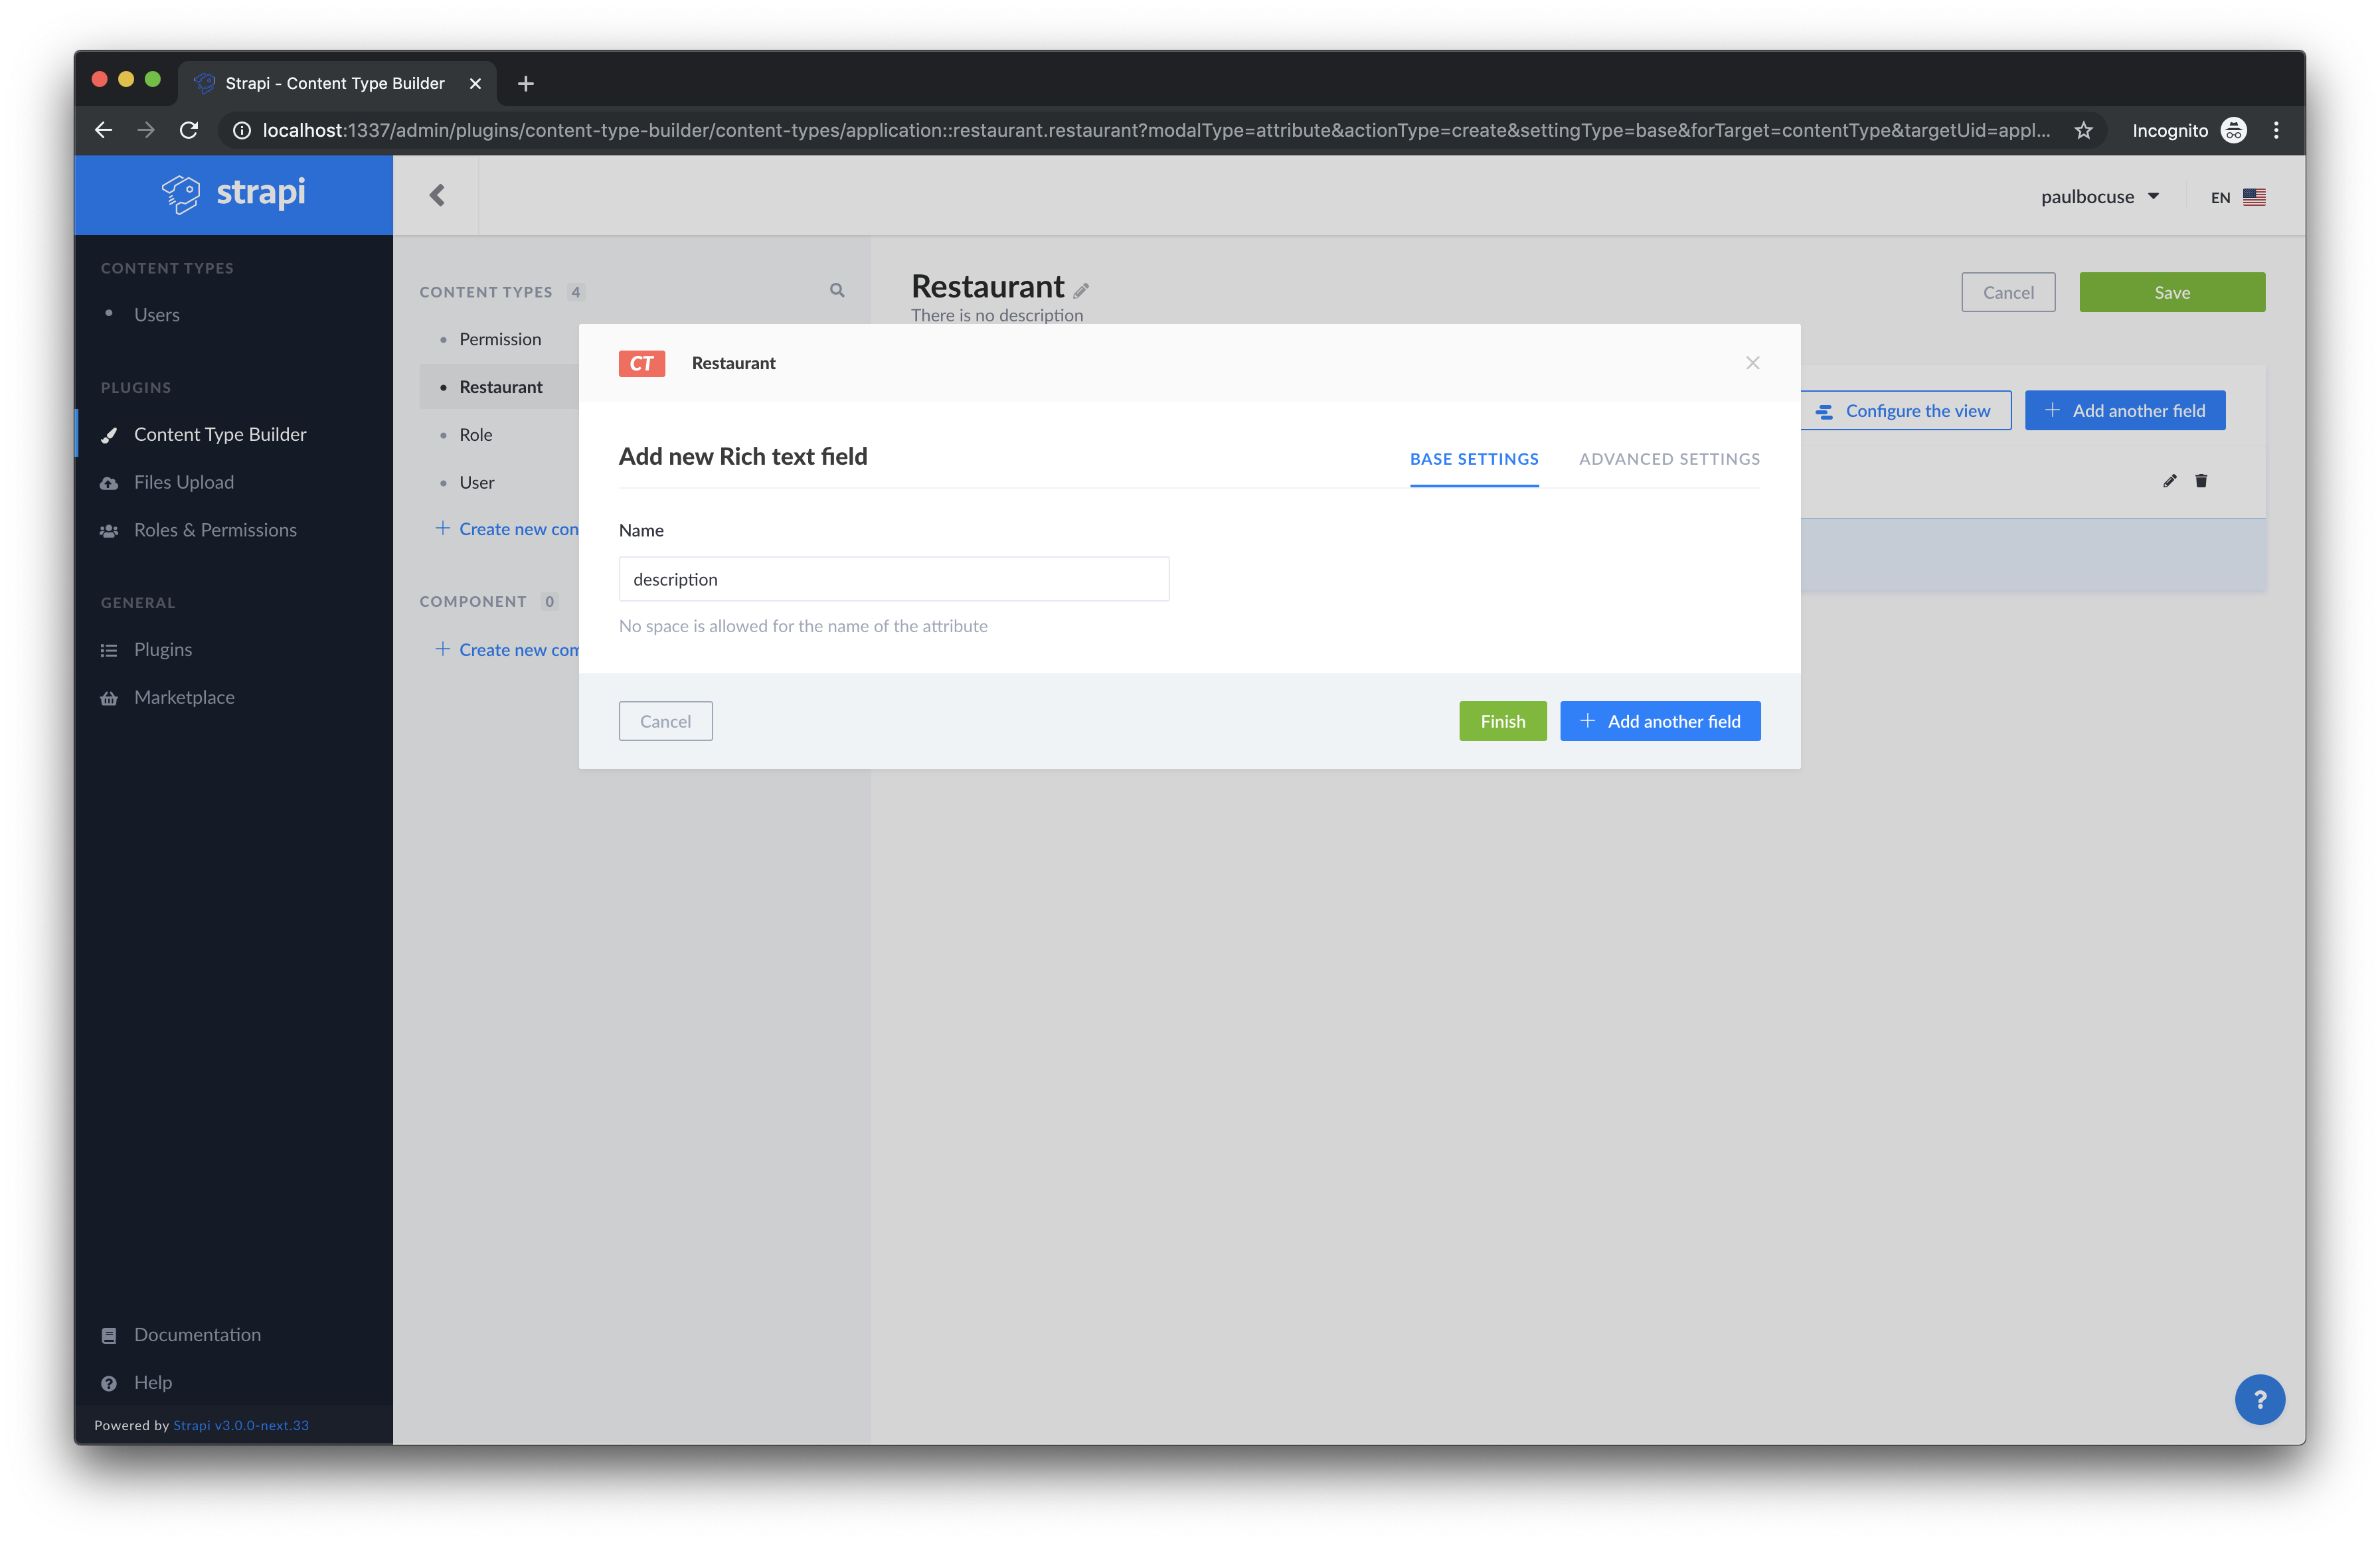 Strapi - Content Type Builder
localhost:1337/admin/plugins/content-type-builder/content-types/application::restaurant.restaurant?modalType=attribute&actionType=create&settingType=base&forTarget=contentType&targetUid=appl...
Incognito
strapi
paulbocuse
EN
CONTENT TYPES
Users
PLUGINS
Content Type Builder
Files Upload
Roles & Permissions
GENERAL
Plugins
Marketplace
Documentation
Help
Powered by Strapi v3.0.0-next.33
CONTENT TYPES 4
Permission
Restaurant
Role
User
+ Create new con
COMPONENT 0
+ Create new com
Restaurant
There is no description
Cancel
Save
Configure the view
+ Add another field
CT Restaurant
Add new Rich text field
BASE SETTINGS
ADVANCED SETTINGS
Name
description
No space is allowed for the name of the attribute
Cancel
Finish
+ Add another field
?